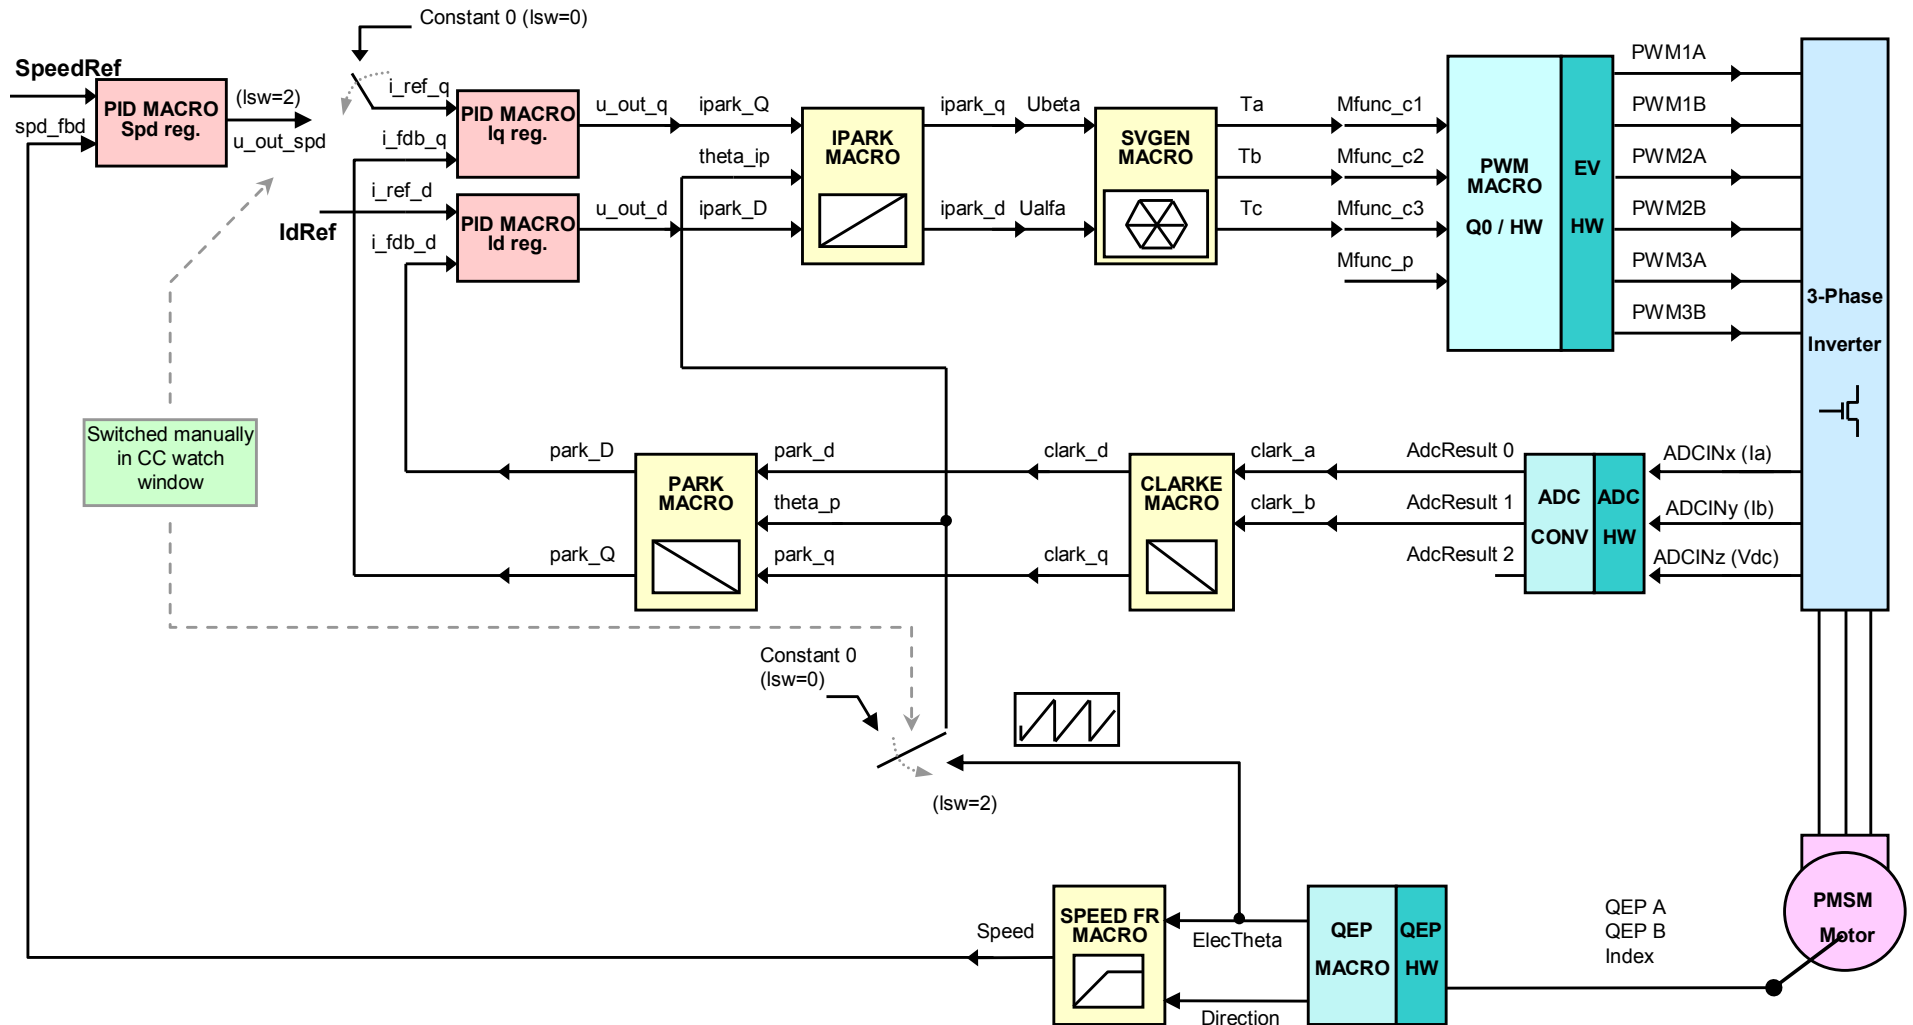 Constant 0 (lsw=0)
SpeedRef
PID MACRO
Spd reg.
(lsw=2)
u_out_spd
spd_fbd
i_ref_q
i_fdb_q
PID MACRO
Iq reg.
u_out_q
ipark_Q
theta_ip
i_ref_d
IdRef
i_fdb_d
PID MACRO
Id reg.
u_out_d
ipark_D
IPARK
MACRO
ipark_q
Ubeta
ipark_d
Ualfa
SVGEN
MACRO
Ta
Tb
Tc
Mfunc_c1
Mfunc_c2
Mfunc_c3
Mfunc_p
PWM
MACRO
Q0 / HW
EV
HW
PWM1A
PWM1B
PWM2A
PWM2B
PWM3A
PWM3B
3-Phase
Inverter
Switched manually
in CC watch
window
park_D
park_Q
PARK
MACRO
park_d
theta_p
park_q
clark_d
clark_q
CLARKE
MACRO
clark_a
clark_b
AdcResult 0
AdcResult 1
AdcResult 2
ADC
CONV
ADC
HW
ADCINx (Ia)
ADCINy (Ib)
ADCINz (Vdc)
Constant 0
(lsw=0)
(lsw=2)
Speed
SPEED FR
MACRO
ElecTheta
Direction
QEP
MACRO
QEP
HW
QEP A
QEP B
Index
PMSM
Motor